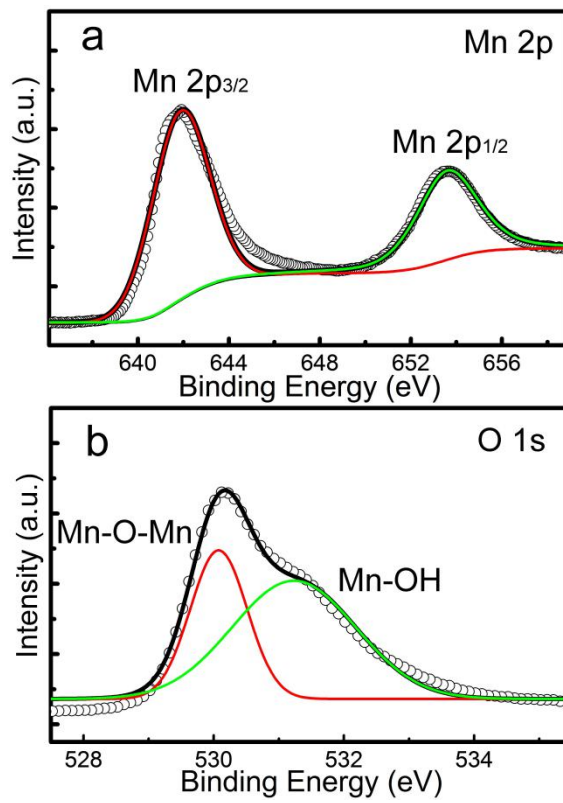 a
Mn 2p
Mn 2p3/2
Mn 2p1/2
Intensity (a.u.)
640 644 648 652 656
Binding Energy (eV)
b
O 1s
Mn-O-Mn
Mn-OH
Intensity (a.u.)
528 530 532 534
Binding Energy (eV)